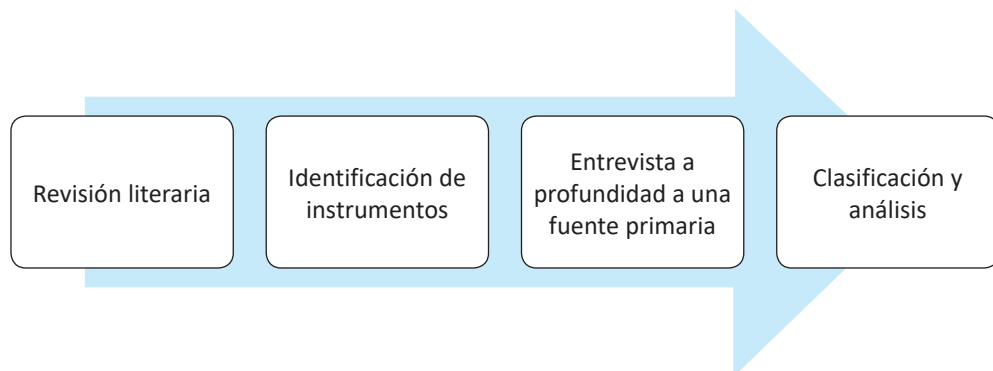 Revisión literaria
Identificación de
instrumentos
Entrevista a
profundidad a una
fuente primaria
Clasificación y
análisis